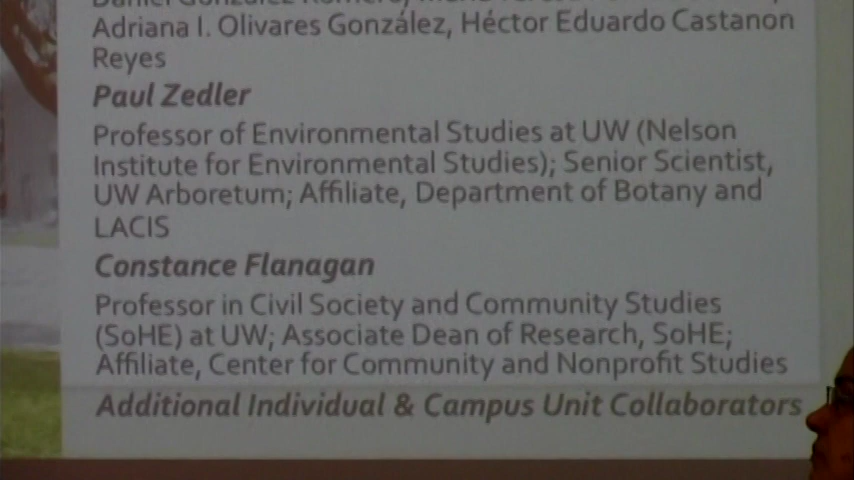 Daniel González Romero,
Adriana I. Olivares González, Héctor Eduardo Castanon
Reyes
Paul Zedler
Professor of Environmental Studies at UW (Nelson
Institute for Environmental Studies); Senior Scientist,
UW Arboretum; Affiliate, Department of Botany and
LACIS
Constance Flanagan
Professor in Civil Society and Community Studies
(SoHE) at UW; Associate Dean of Research, SoHE;
Affiliate, Center for Community and Nonprofit Studies
Additional Individual & Campus Unit Collaborators